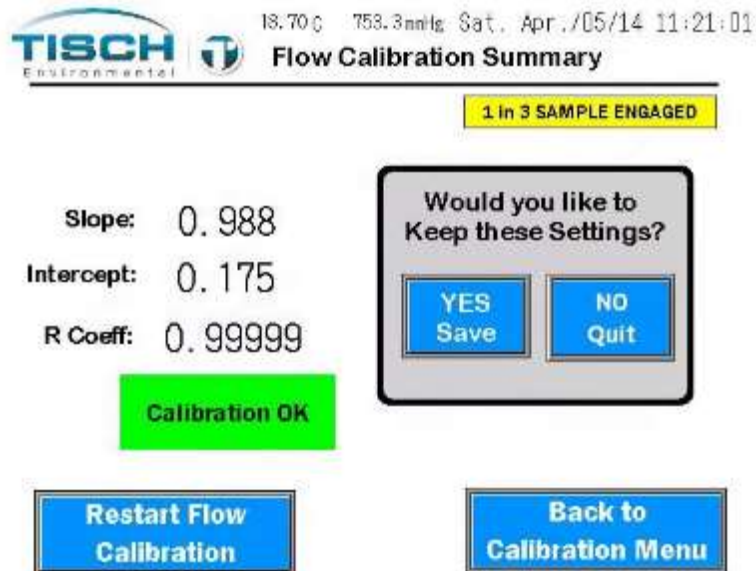 18.70 C 753.3mmHg Sat. Apr./05/14 11:21:01
TISCH
Environmental
Flow Calibration Summary
1 in 3 SAMPLE ENGAGED
Slope: 0.988
Intercept: 0.175
R Coeff: 0.99999
Calibration OK
Would you like to
Keep these Settings?
YES
Save
NO
Quit
Restart Flow
Calibration
Back to
Calibration Menu